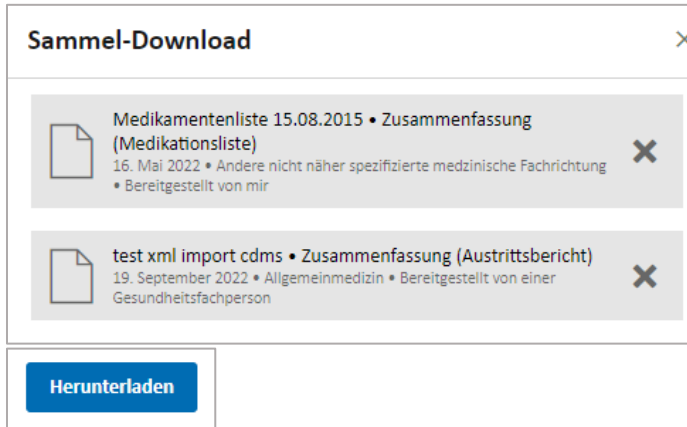 Sammel-Download
Medikamentenliste 15.08.2015 • Zusammenfassung
(Medikationsliste)
16. Mai 2022 • Andere nicht näher spezifizierte medzinische Fachrichtung
• Bereitgestellt von mir
test xml import cdms • Zusammenfassung (Austrittsbericht)
19. September 2022 • Allgemeinmedizin • Bereitgestellt von einer
Gesundheitsfachperson
Herunterladen